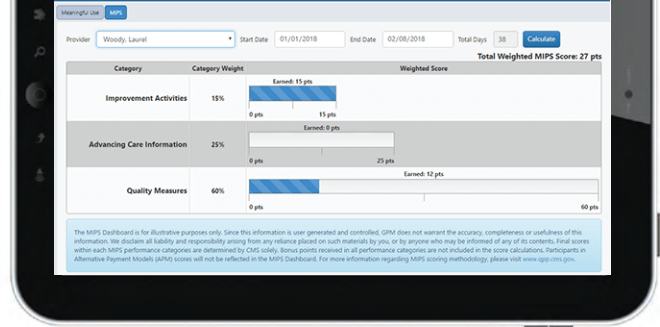 Meaningful Use MIPS
Provider Woody, Laurel Start Date 01/01/2018 End Date 02/08/2018 Total Days 38 Calculate
Total Weighted MIPS Score: 27 pts
Category Category Weight Weighted Score
Earned: 15 pts
Improvement Activities 15%
0 pts 15 pts
Earned: 0 pts
Advancing Care Information 25%
0 pts 25 pts
Earned: 12 pts
Quality Measures 60%
0 pts 60 pts
The MIPS Dashboard is for illustrative purposes only. Since this information is user generated and controlled, GPM does not warrant the accuracy, completeness or usefulness of this
information. We disclaim all liability and responsibility arising from any reliance placed on such materials by you, or by anyone who may be informed of any of its contents. Final scores
within each MIPS performance categories are determined by CMS solely. Bonus points received in all performance categories are not included in the score calculations. Participants in
Alternative Payment Models (APM) scores will not be reflected in the MIPS Dashboard. For more information regarding MIPS scoring methodology, please visit www.qpp.cms.gov.